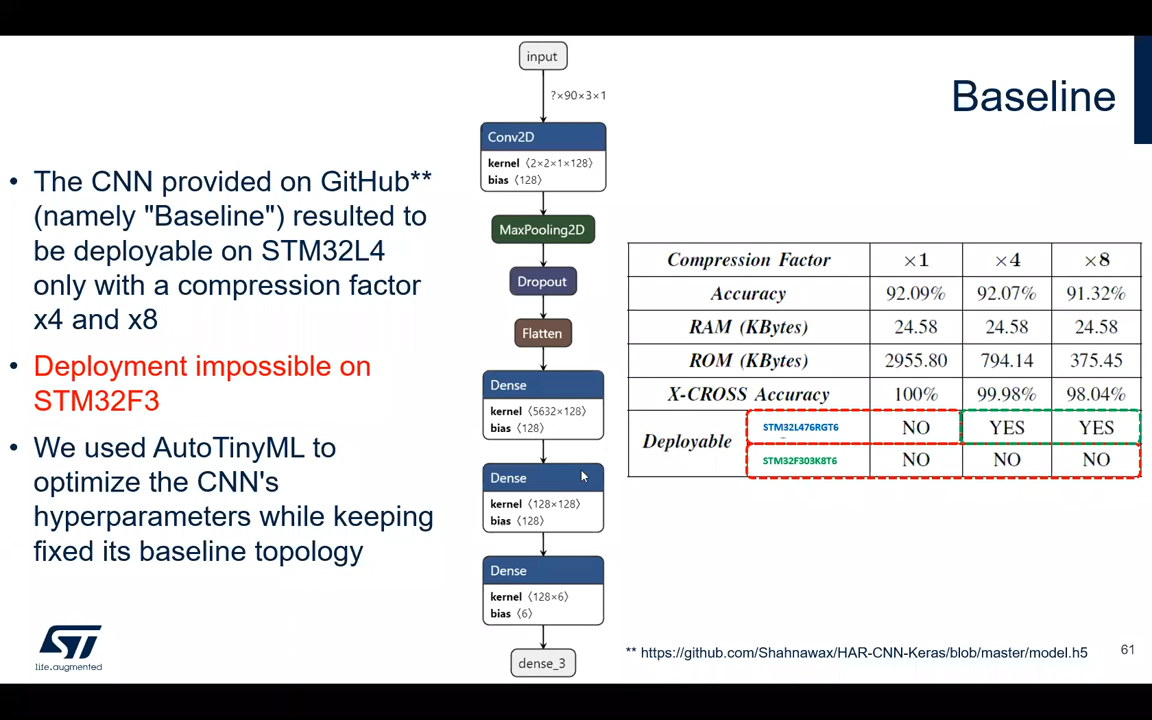 Baseline
• The CNN provided on GitHub**
(namely "Baseline") resulted to
be deployable on STM32L4
only with a compression factor
x4 and x8
• Deployment impossible on
STM32F3
• We used AutoTinyML to
optimize the CNN's
hyperparameters while keeping
fixed its baseline topology
input
?×90×3×1
Conv2D
kernel ⟨2×2×1×128⟩
bias ⟨128⟩
MaxPooling2D
Dropout
Flatten
Dense
kernel ⟨5632×128⟩
bias ⟨128⟩
Dense
kernel ⟨128×128⟩
bias ⟨128⟩
Dense
kernel ⟨128×6⟩
bias ⟨6⟩
dense_3
Compression Factor ×1 ×4 ×8
Accuracy 92.09% 92.07% 91.32%
RAM (KBytes) 24.58 24.58 24.58
ROM (KBytes) 2955.80 794.14 375.45
X-CROSS Accuracy 100% 99.98% 98.04%
Deployable
STM32L476RGT6 NO YES YES
STM32F303K8T6 NO NO NO
ST
life.augmented
** https://github.com/Shahnawax/HAR-CNN-Keras/blob/master/model.h5
61